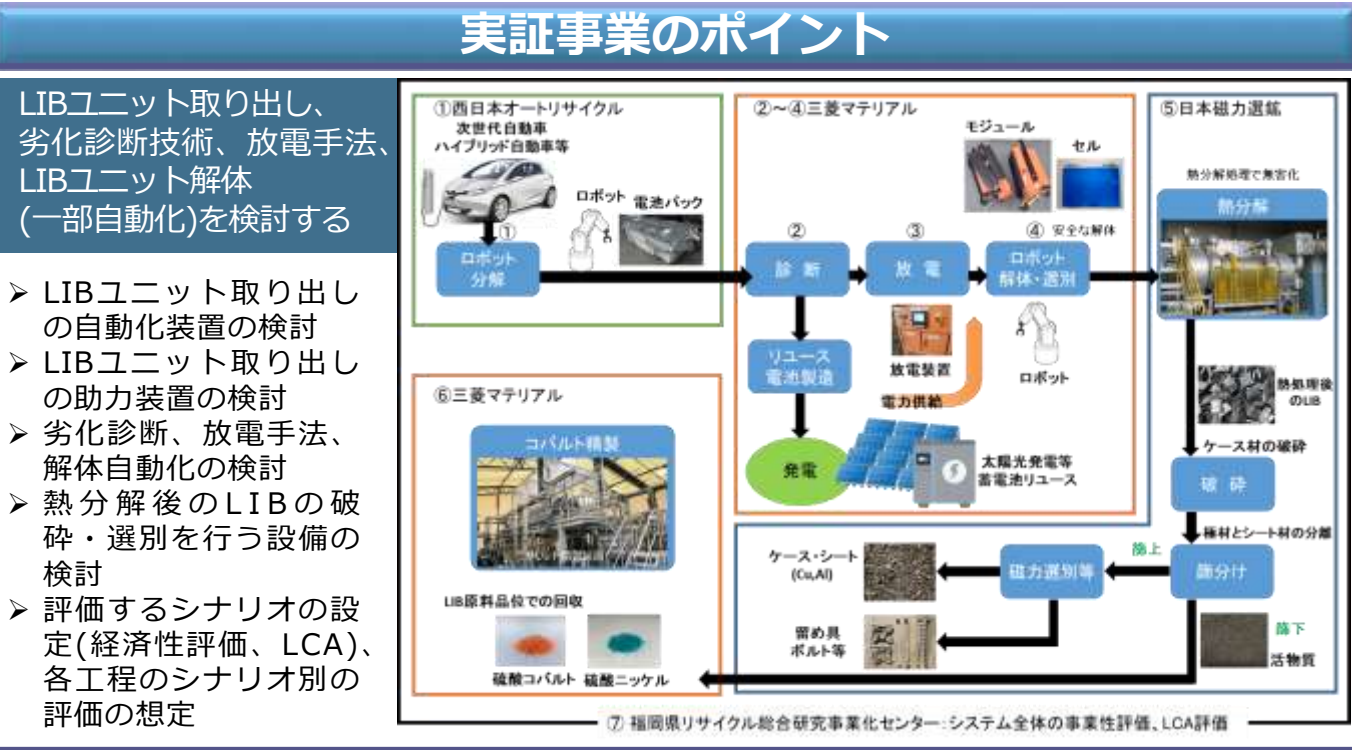 実証事業のポイント
LIBユニット取り出し、
劣化診断技術、放電手法、
LIBユニット解体
(一部自動化)を検討する
➢ LIBユニット取り出し
の自動化装置の検討
➢ LIBユニット取り出し
の助力装置の検討
➢ 劣化診断、放電手法、
解体自動化の検討
➢ 熱分解後のLIBの破
砕・選別を行う設備の
検討
➢ 評価するシナリオの設
定(経済性評価、LCA)、
各工程のシナリオ別の
評価の想定
①西日本オートリサイクル
次世代自動車
ハイブリッド自動車等
ロボット
電池パック
①
ロボット
分解
②～④三菱マテリアル
モジュール
セル
②
診 断
③
放 電
④ 安全な解体
ロボット
解体・選別
リユース
電池製造
放電装置
ロボット
電力供給
発電
太陽光発電等
蓄電池リユース
⑤日本磁力選鉱
熱分解処理で無害化
熱分解
熱処理後
のLIB
ケース材の破砕
破 砕
極材とシート材の分離
篩分け
篩上
磁力選別等
ケース・シート
(Cu,Al)
留め具
ボルト等
篩下
活物質
⑥三菱マテリアル
コバルト精製
LIB原料品位での回収
硫酸コバルト
硫酸ニッケル
⑦ 福岡県リサイクル総合研究事業化センター:システム全体の事業性評価、LCA評価